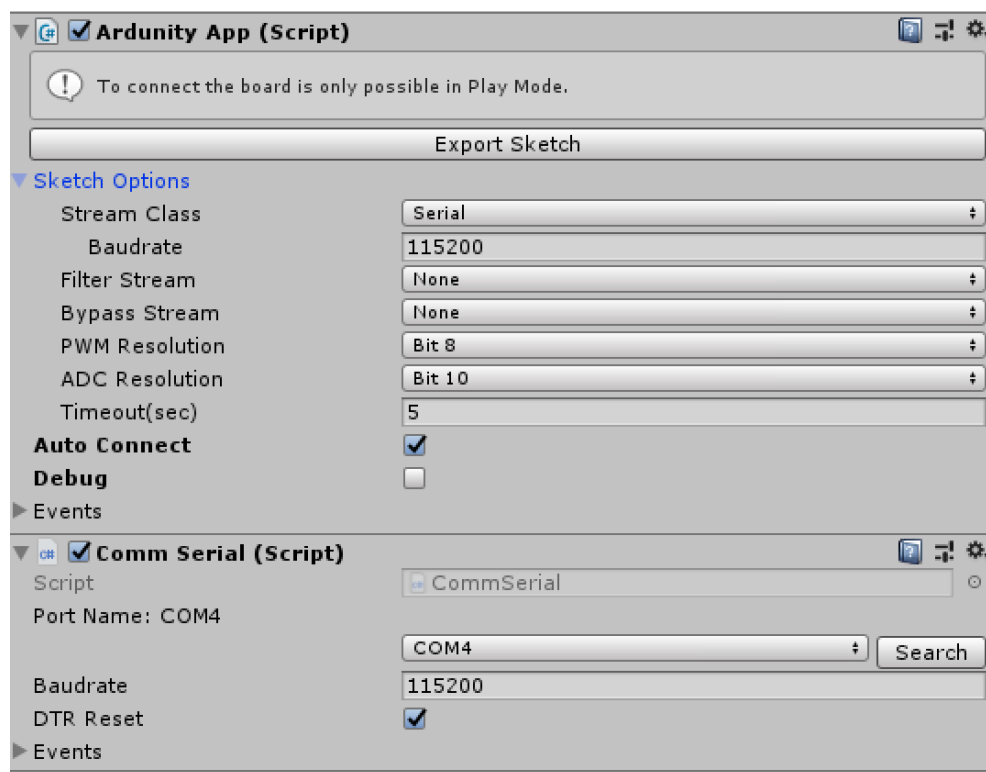 Ardunity App (Script)
To connect the board is only possible in Play Mode.
Export Sketch
Sketch Options
Stream Class Serial
Baudrate 115200
Filter Stream None
Bypass Stream None
PWM Resolution Bit 8
ADC Resolution Bit 10
Timeout(sec) 5
Auto Connect
Debug
Events
C# Comm Serial (Script)
Script CommSerial
Port Name: COM4
COM4 Search
Baudrate 115200
DTR Reset
Events